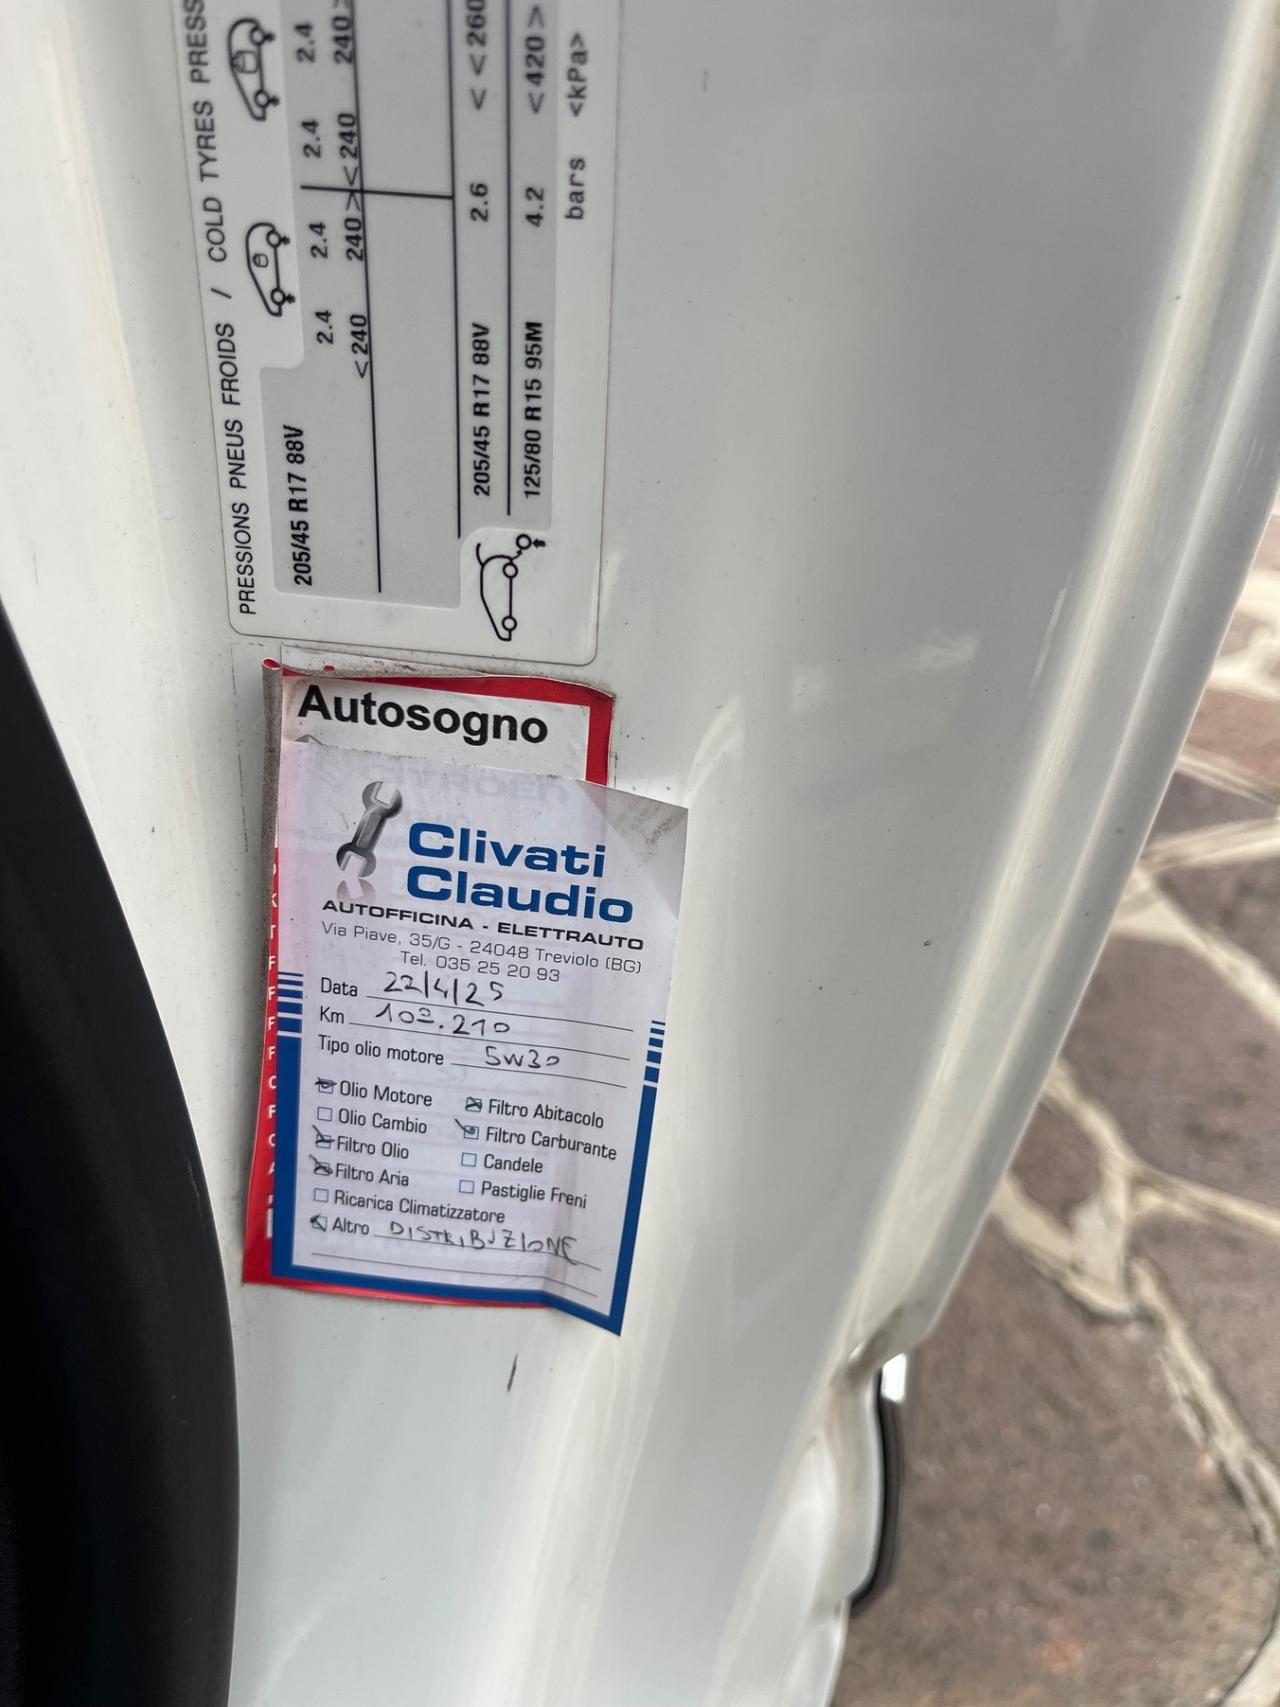 PRESSIONS PNEUS FROIDS / COLD TYRES PRESS
205/45 R17 88V
2.4 2.4 2.4 2.4
<240 240> <240 240>
205/45 R17 88V 2.6 < <260
125/80 R15 95M 4.2 <420>
bars <kPa>
Autosogno
Clivati
Claudio
AUTOFFICINA - ELETTRAUTO
Via Piave, 35/G - 24048 Treviolo (BG)
Tel. 035 25 20 93
Data 22/4/25
Km 102.210
Tipo olio motore 5W30
Olio Motore
Olio Cambio
Filtro Olio
Filtro Aria
Ricarica Climatizzatore
Altro DISTRIBUZIONE
Filtro Abitacolo
Filtro Carburante
Candele
Pastiglie Freni